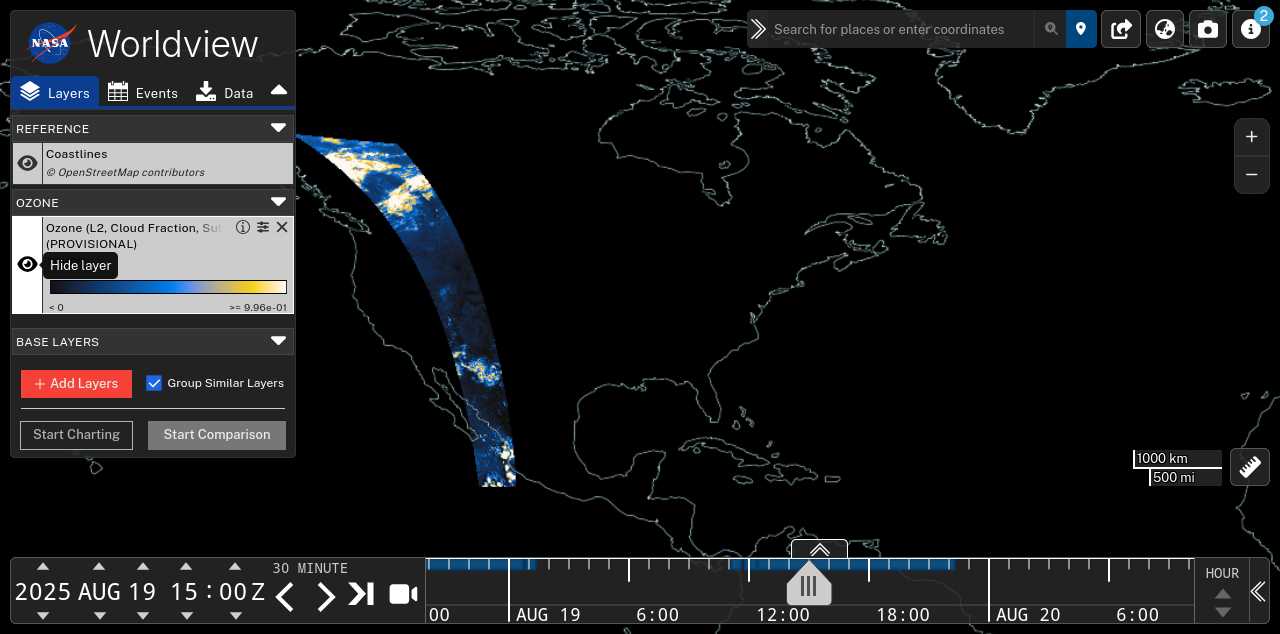 NASA Worldview
Layers
Events
Data
Search for places or enter coordinates
2
REFERENCE
Coastlines
© OpenStreetMap contributors
OZONE
Ozone (L2, Cloud Fraction,
(PROVISIONAL)
Hide layer
< 0
>= 9.96e-01
BASE LAYERS
+ Add Layers
Group Similar Layers
Start Charting
Start Comparison
+
−
1000 km
500 mi
30 MINUTE
2025 AUG 19 15 : 00 Z
00
AUG 19
6:00
12:00
18:00
AUG 20
6:00
HOUR